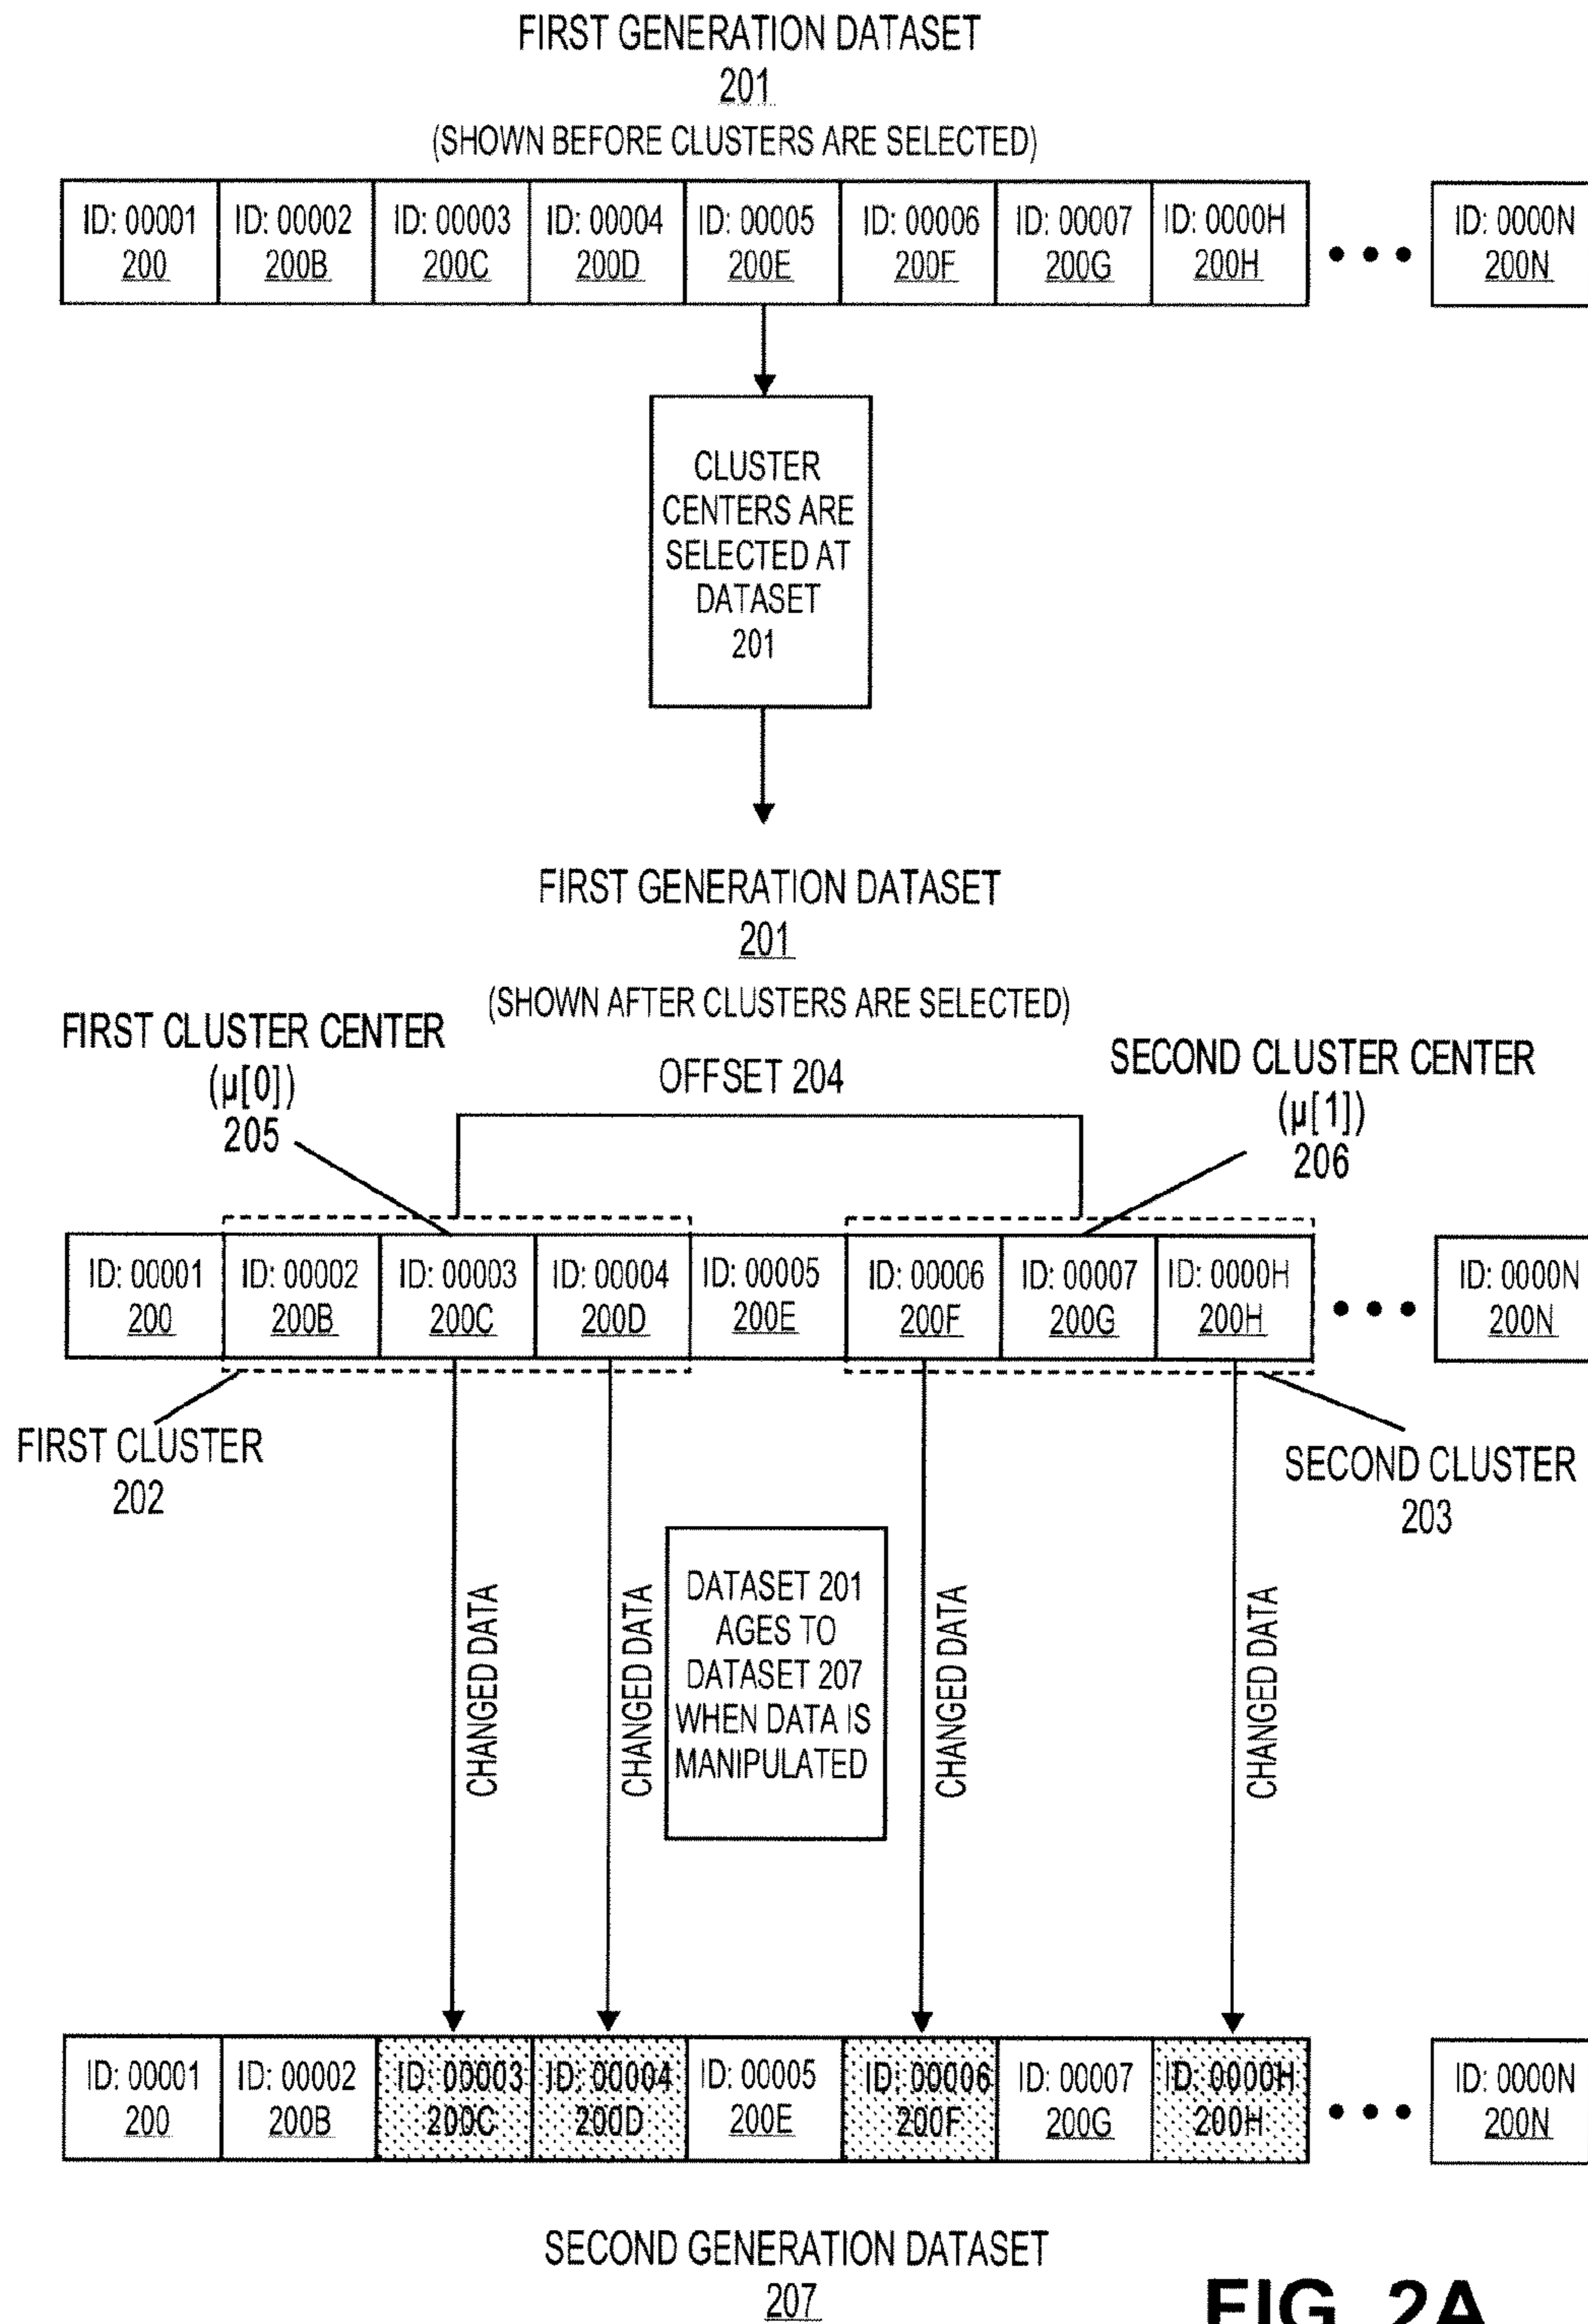 FIRST GENERATION DATASET
201
(SHOWN BEFORE CLUSTERS ARE SELECTED)
ID: 00001 ID: 00002 ID: 00003 ID: 00004 ID: 00005 ID: 00006 ID: 00007 ID: 0000H ID: 0000N
200 200B 200C 200D 200E 200F 200G 200H ••• 200N
CLUSTER
CENTERS ARE
SELECTED AT
DATASET
201
FIRST GENERATION DATASET
201
(SHOWN AFTER CLUSTERS ARE SELECTED)
FIRST CLUSTER CENTER
(μ[0])
205
OFFSET 204
SECOND CLUSTER CENTER
(μ[1])
206
ID: 00001 ID: 00002 ID: 00003 ID: 00004 ID: 00005 ID: 00006 ID: 00007 ID: 0000H ID: 0000N
200 200B 200C 200D 200E 200F 200G 200H ••• 200N
FIRST CLUSTER
202
SECOND CLUSTER
203
CHANGED DATA
CHANGED DATA
DATASET 201
AGES TO
DATASET 207
WHEN DATA IS
MANIPULATED
CHANGED DATA
CHANGED DATA
ID: 00001 ID: 00002 ID: 00003 ID: 00004 ID: 00005 ID: 00006 ID: 00007 ID: 0000H ID: 0000N
200 200B 200C 200D 200E 200F 200G 200H ••• 200N
SECOND GENERATION DATASET
207
FIG. 2A